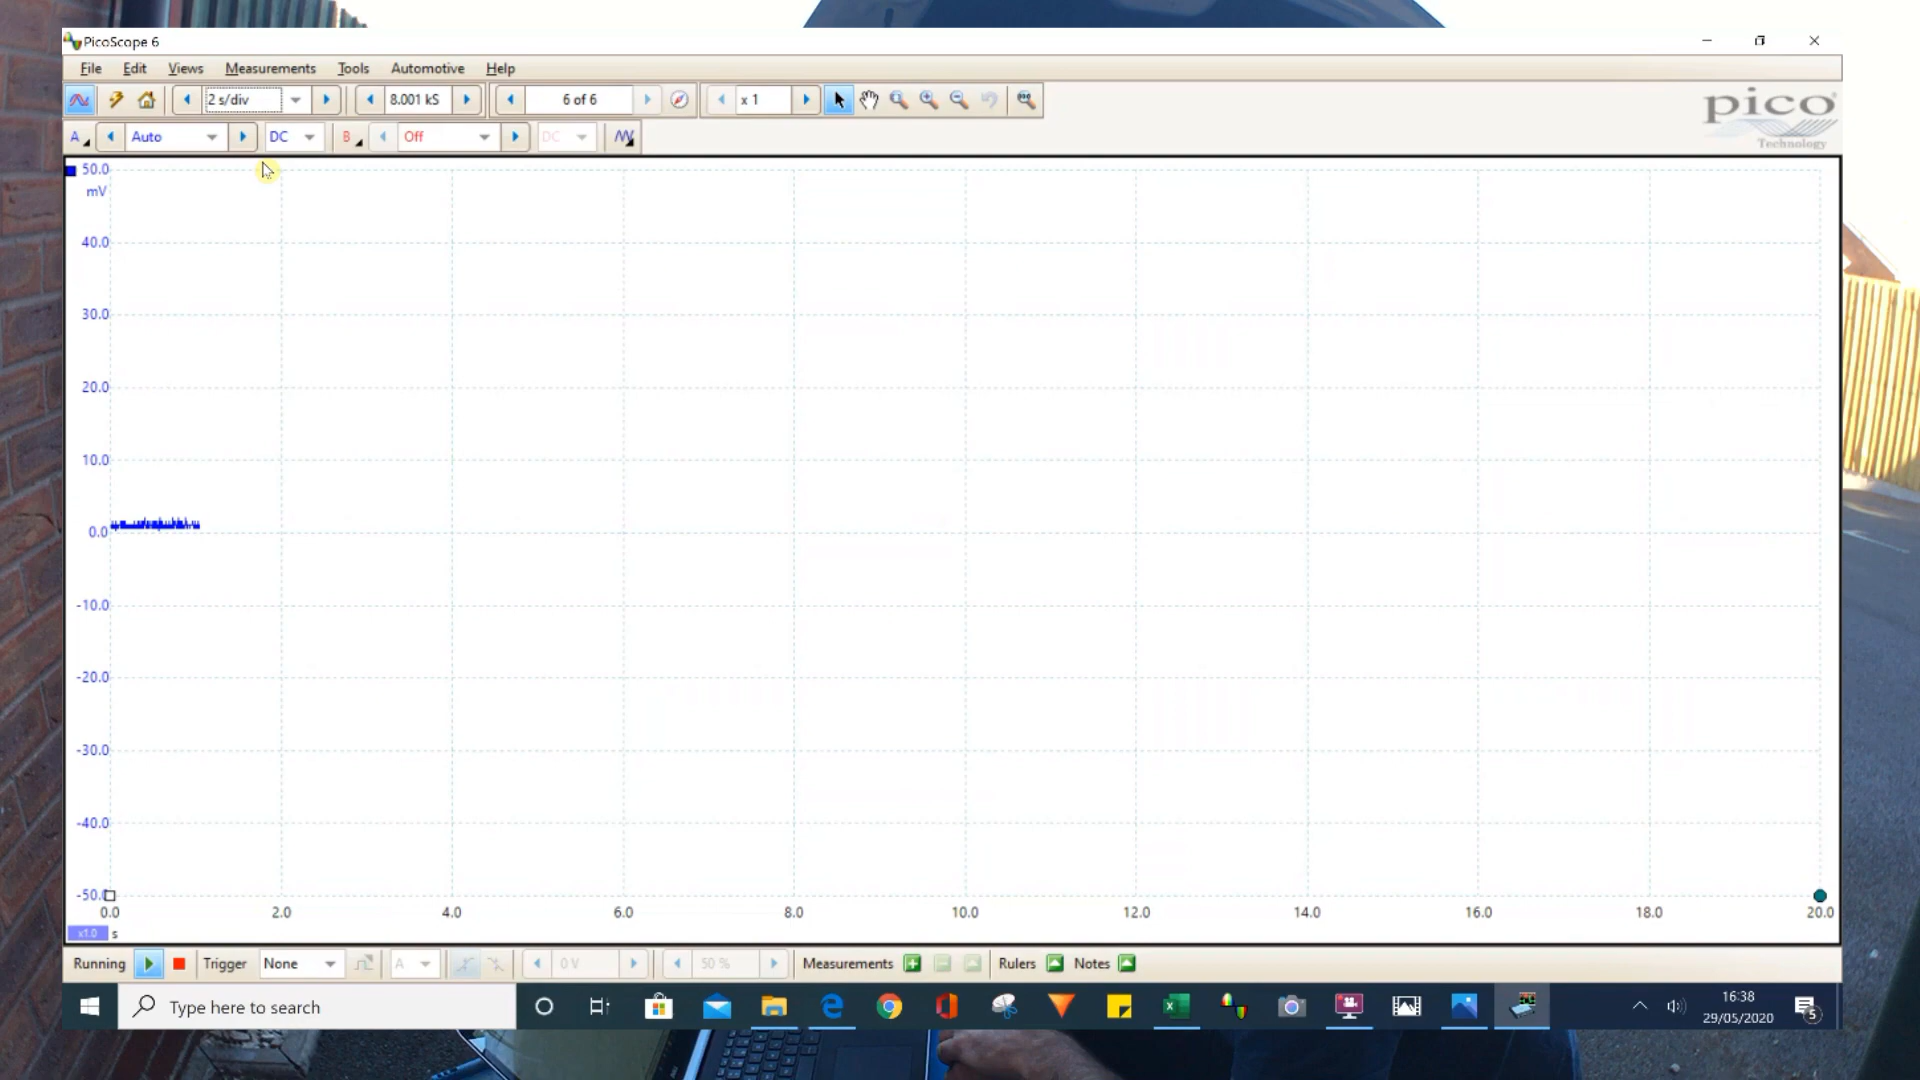 PicoScope 6
File Edit Views Measurements Tools Automotive Help
2 s/div 8.001 kS 6 of 6 x 1
pico
Technology
A Auto DC B Off DC
50.0
mV
40.0
30.0
20.0
10.0
0.0
-10.0
-20.0
-30.0
-40.0
-50.0
0.0 2.0 4.0 6.0 8.0 10.0 12.0 14.0 16.0 18.0 20.0
x1.0 s
Running Trigger None A 0 V 50 % Measurements Rulers Notes
Type here to search
16:38
29/05/2020
5